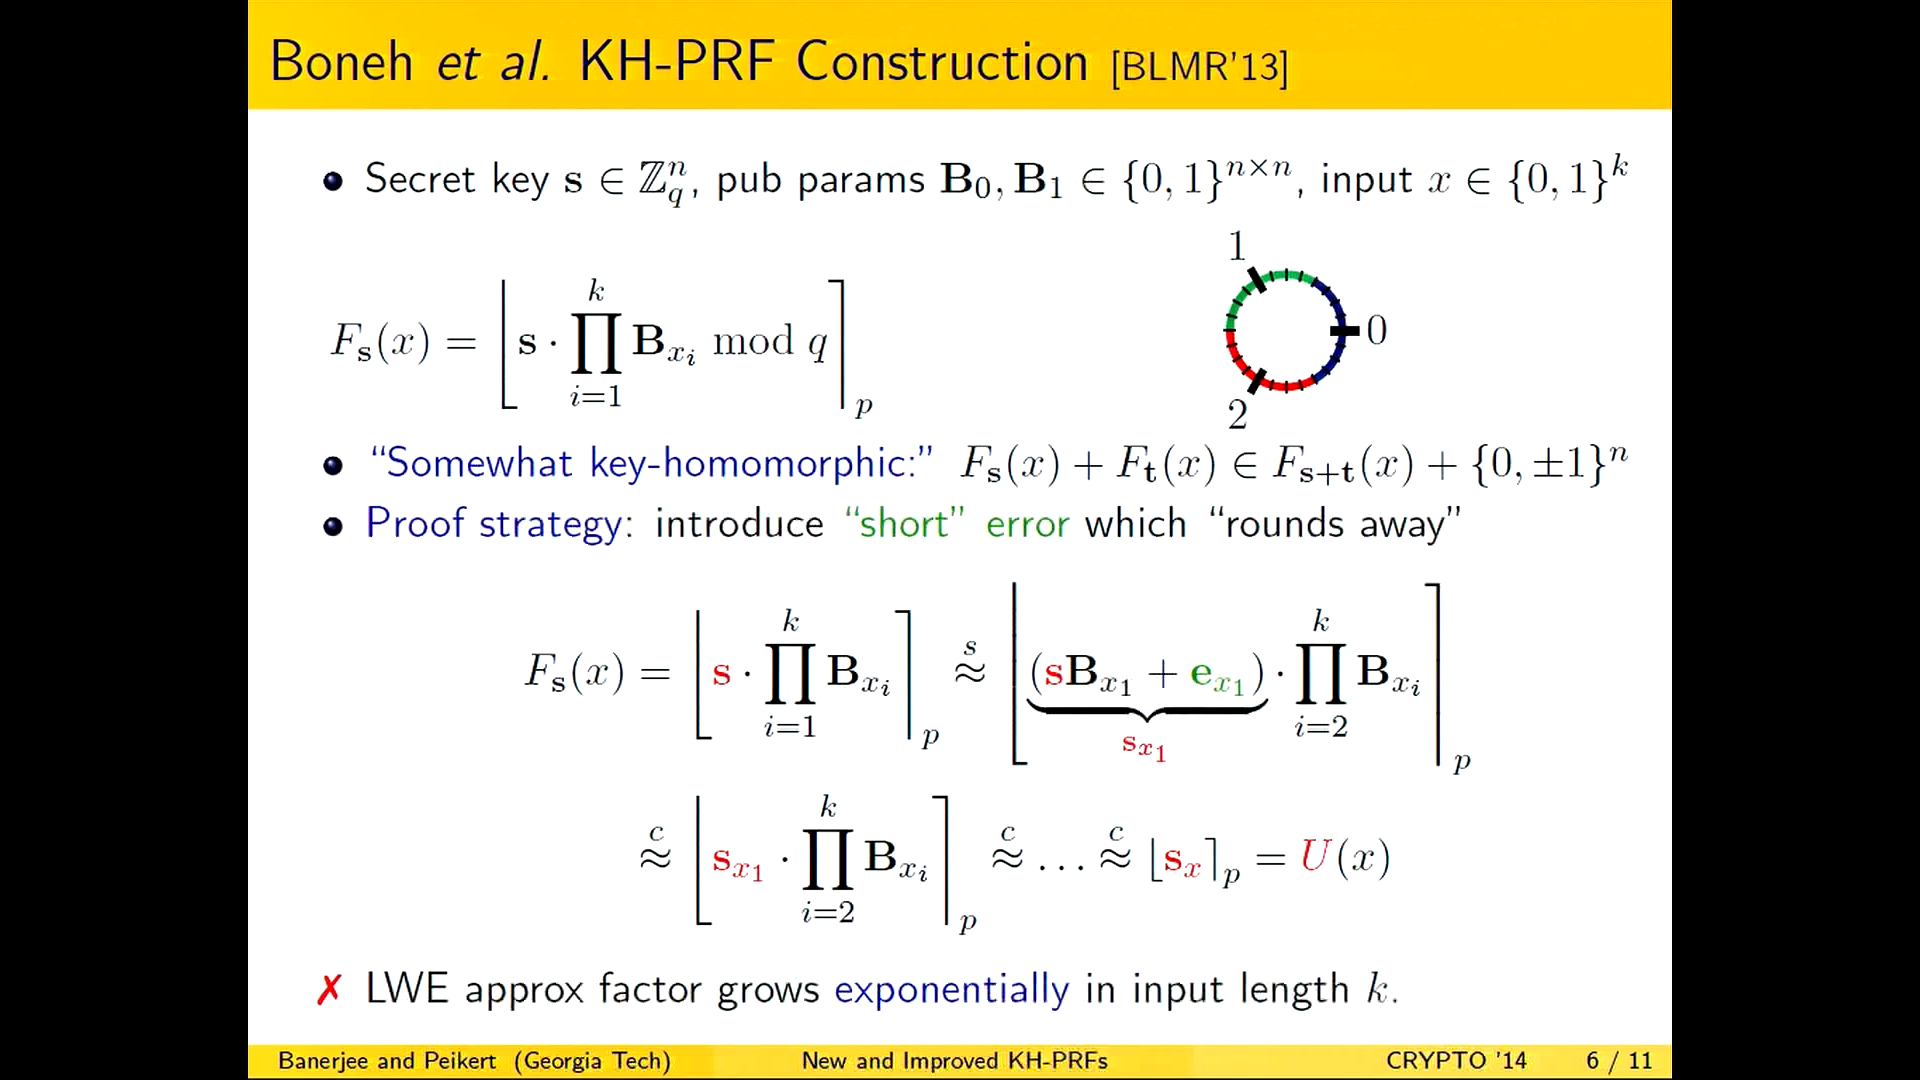 Boneh et al. KH-PRF Construction [BLMR'13]
• Secret key s ∈ ℤ_q^n, pub params B_0, B_1 ∈ {0, 1}^{n×n}, input x ∈ {0, 1}^k
F_s(x) = ⌊s · ∏_{i=1}^{k} B_{x_i} mod q⌉_p
1
0
2
• “Somewhat key-homomorphic:” F_s(x) + F_t(x) ∈ F_{s+t}(x) + {0, ±1}^n
• Proof strategy: introduce “short” error which “rounds away”
F_s(x) = ⌊s · ∏_{i=1}^{k} B_{x_i}⌉_p ≈^s ⌊(sB_{x_1} + e_{x_1}) · ∏_{i=2}^{k} B_{x_i}⌉_p
s_{x_1}
≈^c ⌊s_{x_1} · ∏_{i=2}^{k} B_{x_i}⌉_p ≈^c … ≈^c ⌊s_x⌉_p = U(x)
✗ LWE approx factor grows exponentially in input length k.
Banerjee and Peikert (Georgia Tech) New and Improved KH-PRFs CRYPTO '14 6 / 11